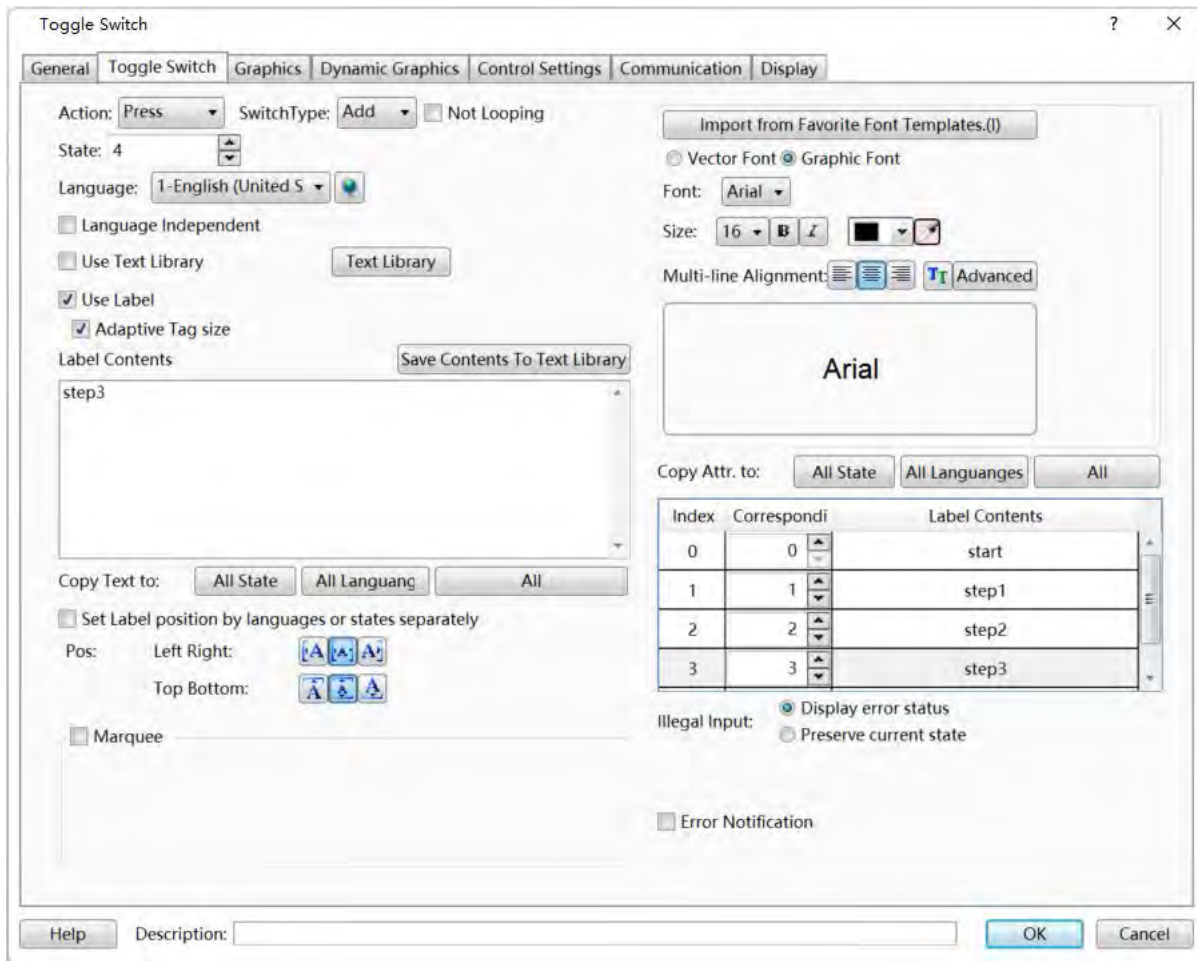 Toggle Switch
?
General Toggle Switch Graphics Dynamic Graphics Control Settings Communication Display
Action: Press SwitchType: Add Not Looping
State: 4
Language: 1-English (United S
Language Independent
Use Text Library Text Library
Use Label
Adaptive Tag size
Label Contents Save Contents To Text Library
step3
Copy Text to: All State All Languang All
Set Label position by languages or states separately
Pos: Left Right: A A A
Top Bottom: A A A
Marquee
Import from Favorite Font Templates.(I)
Vector Font Graphic Font
Font: Arial
Size: 16 B I
Multi-line Alignment: TT Advanced
Arial
Copy Attr. to: All State All Languanges All
Index Correspondi Label Contents
0 0 start
1 1 step1
2 2 step2
3 3 step3
Illegal Input: Display error status
Preserve current state
Error Notification
Help Description: OK Cancel